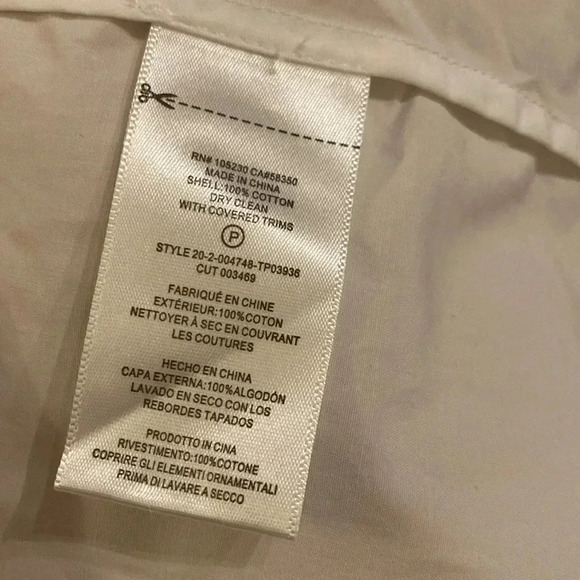 RN# 105230 CA#58350
MADE IN CHINA
SHELL:100% COTTON
DRY CLEAN
WITH COVERED TRIMS
P
STYLE 20-2-004748-TP03936
CUT 003469
FABRIQUÉ EN CHINE
EXTÉRIEUR:100%COTON
NETTOYER À SEC EN COUVRANT
LES COUTURES
HECHO EN CHINA
CAPA EXTERNA:100%ALGODÓN
LAVADO EN SECO CON LOS
REBORDES TAPADOS
PRODOTTO IN CINA
RIVESTIMENTO:100%COTONE
COPRIRE GLI ELEMENTI ORNAMENTALI
PRIMA DI LAVARE A SECCO